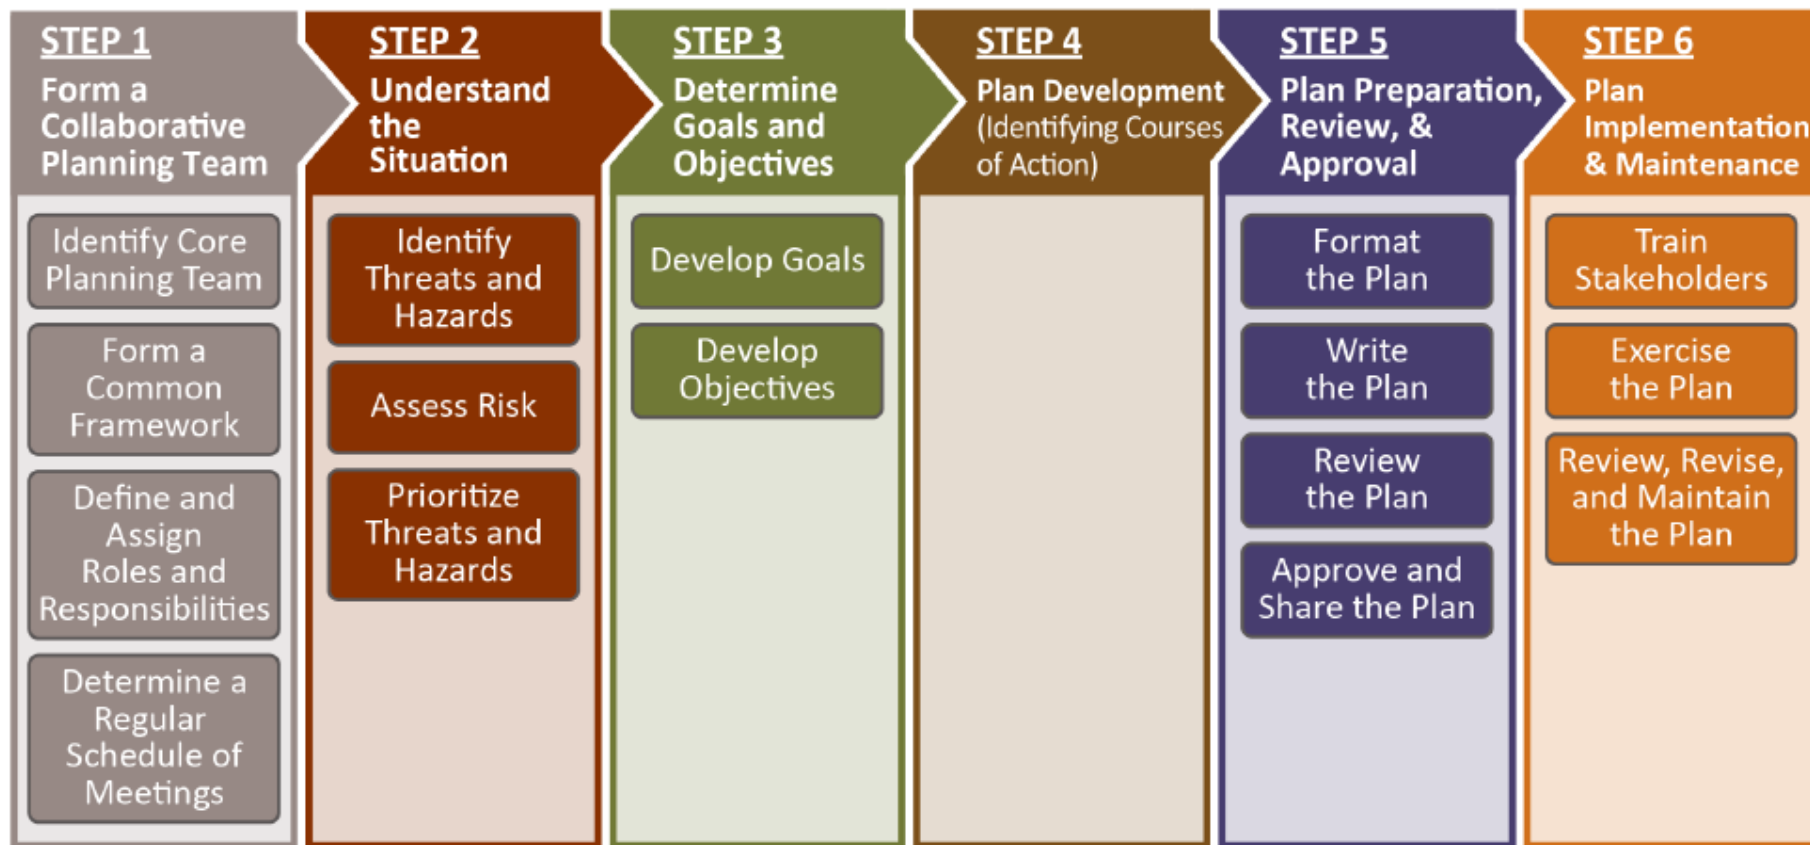 STEP 1
Form a
Collaborative
Planning Team
Identify Core
Planning Team
Form a
Common
Framework
Define and
Assign
Roles and
Responsibilities
Determine a
Regular
Schedule of
Meetings
STEP 2
Understand
the
Situation
Identify
Threats and
Hazards
Assess Risk
Prioritize
Threats and
Hazards
STEP 3
Determine
Goals and
Objectives
Develop Goals
Develop
Objectives
STEP 4
Plan Development
(Identifying Courses
of Action)
STEP 5
Plan Preparation,
Review, &
Approval
Format
the Plan
Write
the Plan
Review
the Plan
Approve and
Share the Plan
STEP 6
Plan
Implementation
& Maintenance
Train
Stakeholders
Exercise
the Plan
Review, Revise,
and Maintain
the Plan